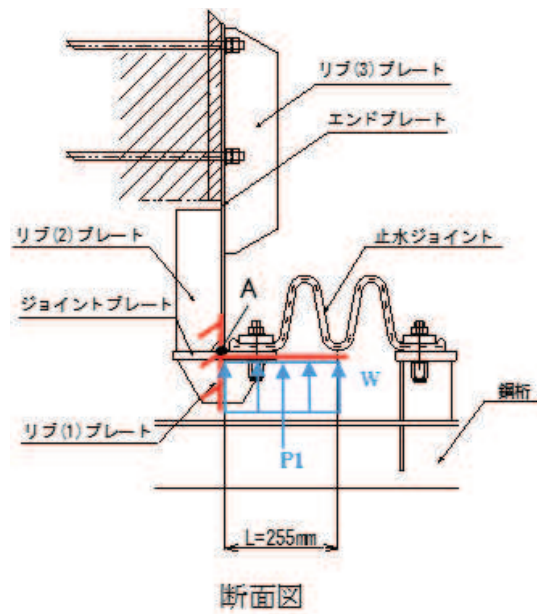 リブ(3)プレート
エンドプレート
リブ(2)プレート
止水ジョイント
A
ジョイントプレート
W
鋼桁
リブ(1)プレート
P1
L=255mm
断面図